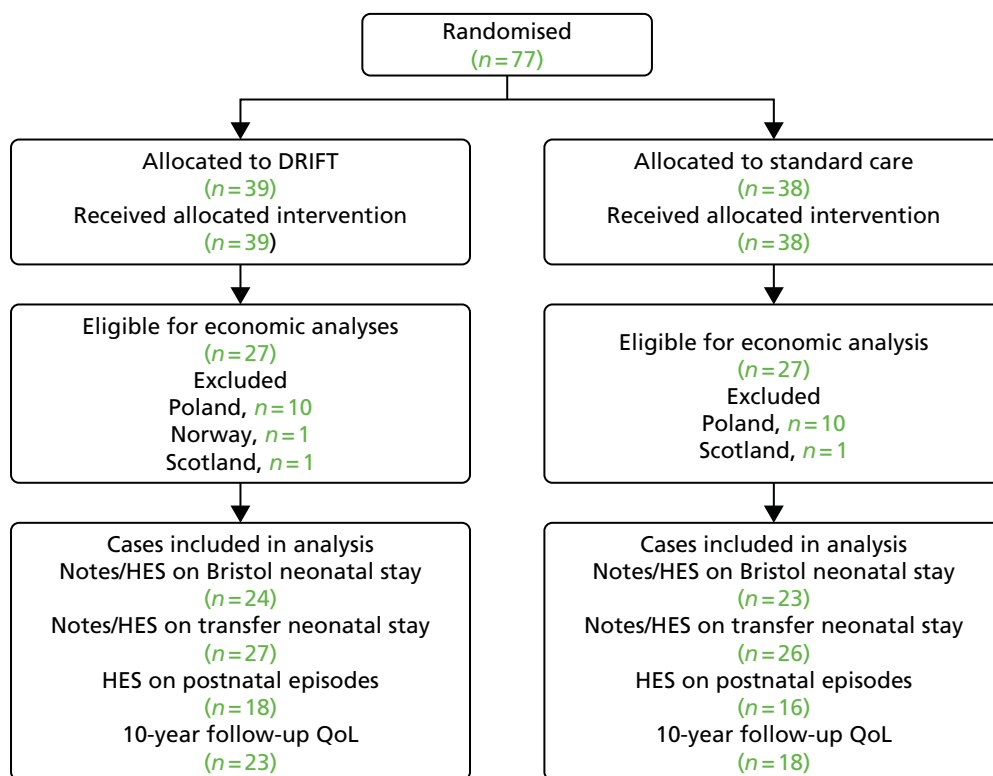 Randomised
(n=77)
Allocated to DRIFT
(n=39)
Received allocated intervention
(n=39)
Allocated to standard care
(n=38)
Received allocated intervention
(n=38)
Eligible for economic analyses
(n=27)
Excluded
Poland, n=10
Norway, n=1
Scotland, n=1
Eligible for economic analysis
(n=27)
Excluded
Poland, n=10
Scotland, n=1
Cases included in analysis
Notes/HES on Bristol neonatal stay
(n=24)
Notes/HES on transfer neonatal stay
(n=27)
HES on postnatal episodes
(n=18)
10-year follow-up QoL
(n=23)
Cases included in analysis
Notes/HES on Bristol neonatal stay
(n=23)
Notes/HES on transfer neonatal stay
(n=26)
HES on postnatal episodes
(n=16)
10-year follow-up QoL
(n=18)